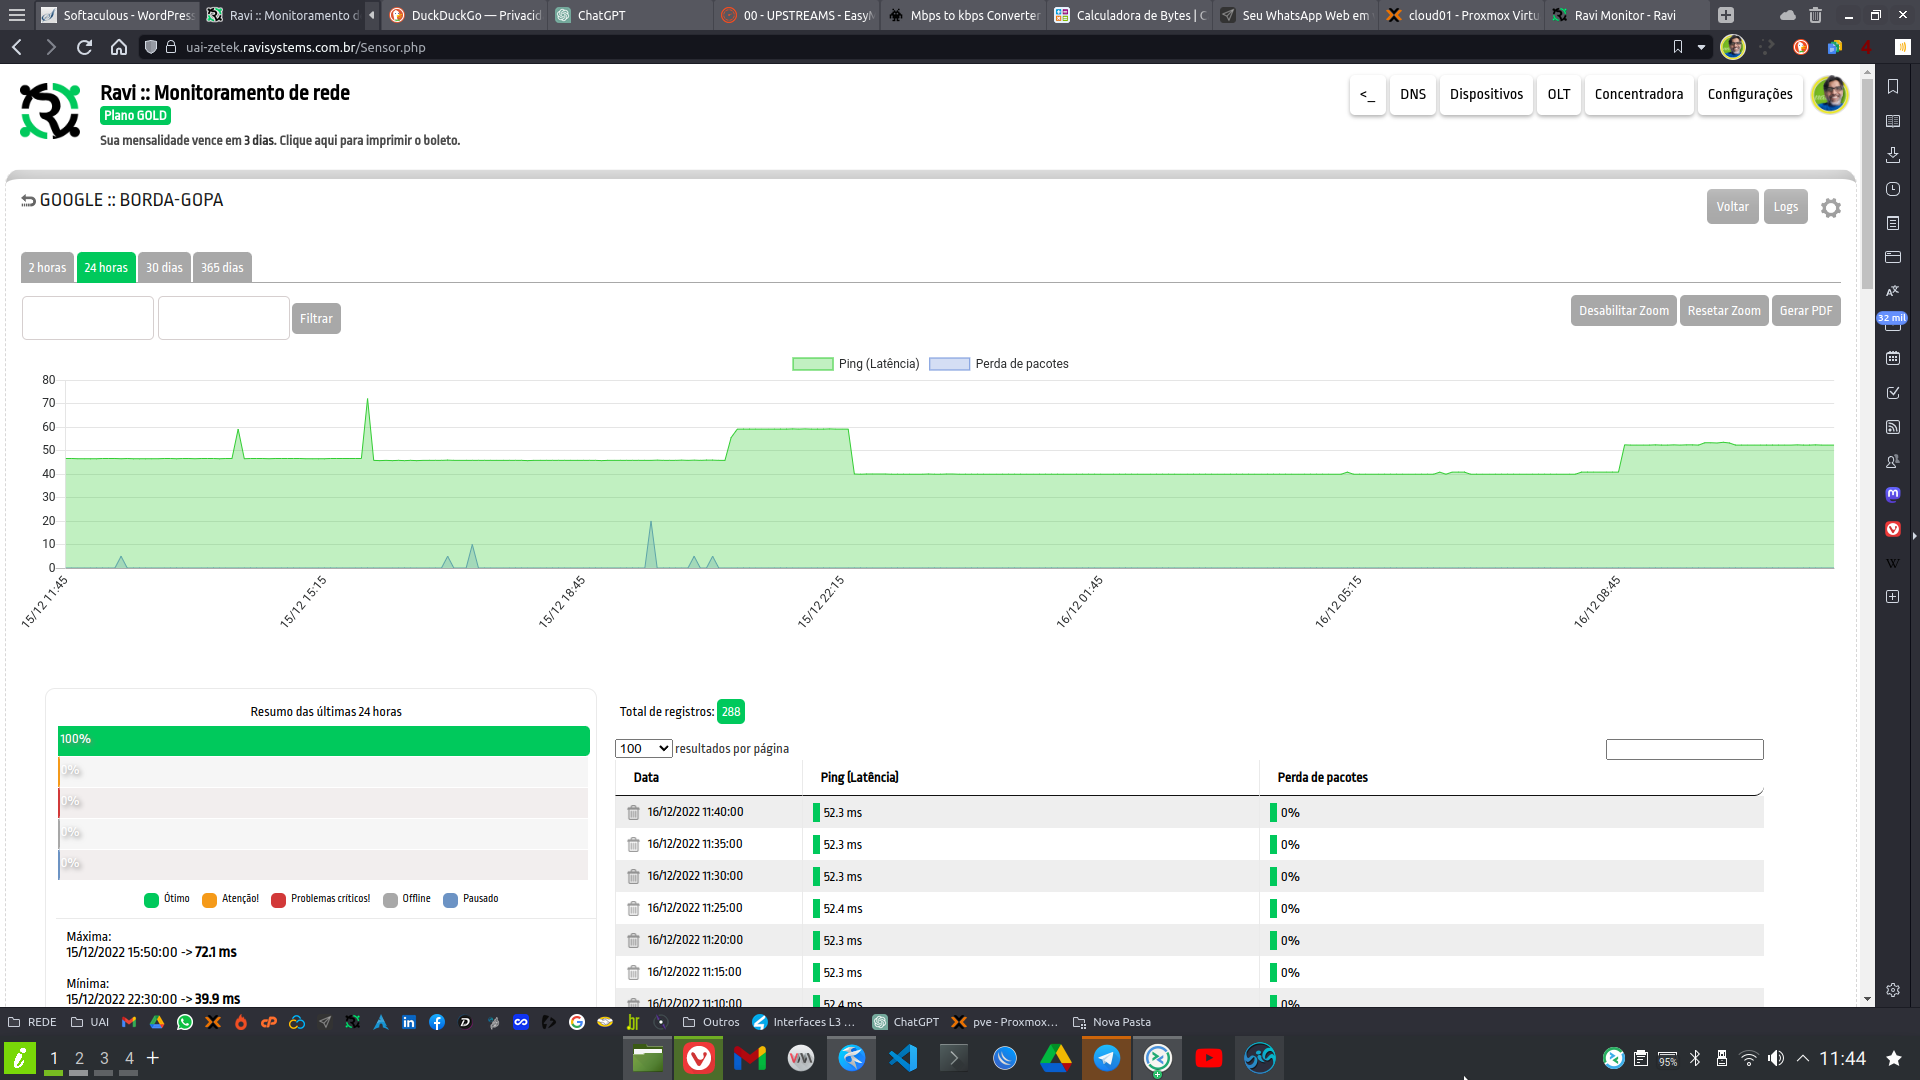 Softaculous - WordPres
Ravi :: Monitoramento d
DuckDuckGo — Privacid
ChatGPT
00 - UPSTREAMS - EasyN
Mbps to kbps Converter
Calculadora de Bytes | C
Seu WhatsApp Web em
cloud01 - Proxmox Virtu
Ravi Monitor - Ravi
uai-zetek.ravisystems.com.br/Sensor.php
Ravi :: Monitoramento de rede
Plano GOLD
Sua mensalidade vence em 3 dias. Clique aqui para imprimir o boleto.
<_
DNS
Dispositivos
OLT
Concentradora
Configurações
GOOGLE :: BORDA-GOPA
Voltar
Logs
2 horas
24 horas
30 dias
365 dias
Filtrar
Desabilitar Zoom
Resetar Zoom
Gerar PDF
32 mil
Ping (Latência)
Perda de pacotes
80
70
60
50
40
30
20
10
0
15/12 11:45
15/12 15:15
15/12 18:45
15/12 22:15
16/12 01:45
16/12 05:15
16/12 08:45
Resumo das últimas 24 horas
100%
0%
0%
0%
0%
Ótimo
Atenção!
Problemas críticos!
Offline
Pausado
Máxima:
15/12/2022 15:50:00 -> 72.1 ms
Mínima:
15/12/2022 22:30:00 -> 39.9 ms
Total de registros: 288
100 resultados por página
Data
Ping (Latência)
Perda de pacotes
16/12/2022 11:40:00
52.3 ms
0%
16/12/2022 11:35:00
52.3 ms
0%
16/12/2022 11:30:00
52.3 ms
0%
16/12/2022 11:25:00
52.4 ms
0%
16/12/2022 11:20:00
52.3 ms
0%
16/12/2022 11:15:00
52.3 ms
0%
16/12/2022 11:10:00
52.4 ms
0%
REDE
UAI
Outros
Interfaces L3 ...
ChatGPT
pve - Proxmox...
Nova Pasta
1
2
3
4
+
95%
11:44